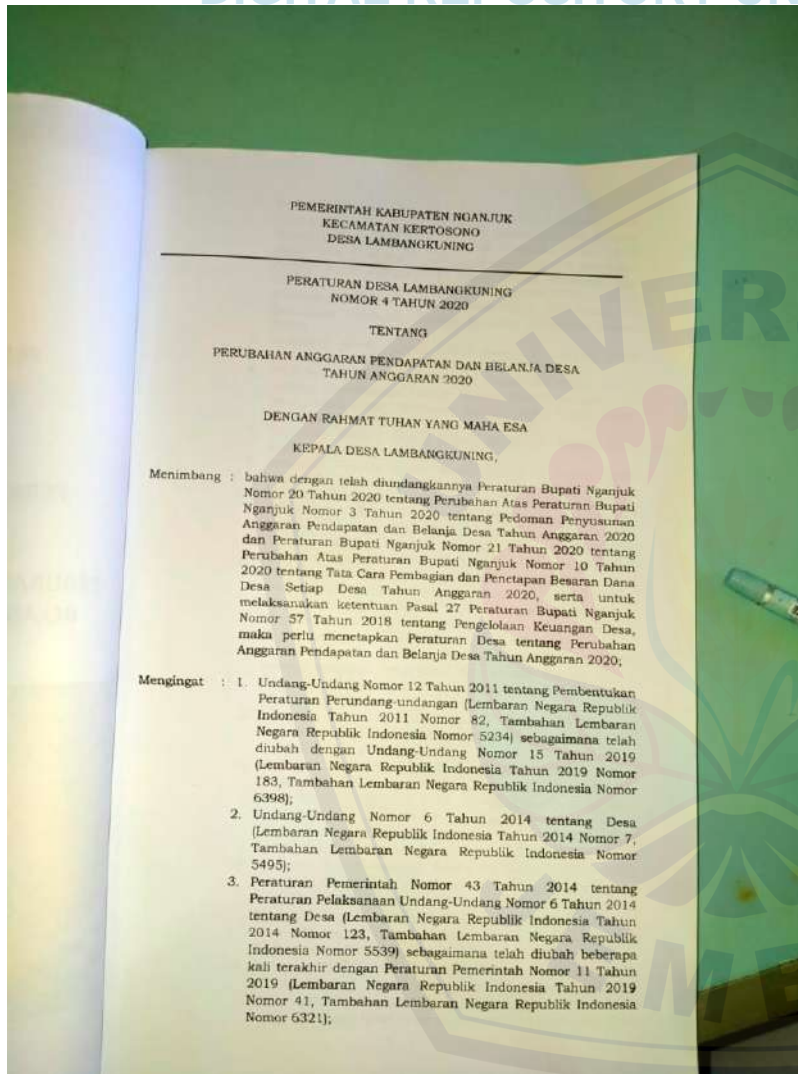 DIGITAL REPOSITORY UN
PEMERINTAH KABUPATEN NGANJUK
KECAMATAN KERTOSONO
DESA LAMBANGKUNING
PERATURAN DESA LAMBANGKUNING
NOMOR 4 TAHUN 2020
TENTANG
PERUBAHAN ANGGARAN PENDAPATAN DAN BELANJA DESA
TAHUN ANGGARAN 2020
DENGAN RAHMAT TUHAN YANG MAHA ESA
KEPALA DESA LAMBANGKUNING,
Menimbang : bahwa dengan telah diundangkannya Peraturan Bupati Nganjuk
Nomor 20 Tahun 2020 tentang Perubahan Atas Peraturan Bupati
Nganjuk Nomor 3 Tahun 2020 tentang Pedoman Penyusunan
Anggaran Pendapatan dan Belanja Desa Tahun Anggaran 2020
dan Peraturan Bupati Nganjuk Nomor 21 Tahun 2020 tentang
Perubahan Atas Peraturan Bupati Nganjuk Nomor 10 Tahun
2020 tentang Tata Cara Pembagian dan Penetapan Besaran Dana
Desa Setiap Desa Tahun Anggaran 2020, serta untuk
melaksanakan ketentuan Pasal 27 Peraturan Bupati Nganjuk
Nomor 57 Tahun 2018 tentang Pengelolaan Keuangan Desa,
maka perlu menetapkan Peraturan Desa tentang Perubahan
Anggaran Pendapatan dan Belanja Desa Tahun Anggaran 2020;
Mengingat : 1. Undang-Undang Nomor 12 Tahun 2011 tentang Pembentukan
Peraturan Perundang-undangan (Lembaran Negara Republik
Indonesia Tahun 2011 Nomor 82, Tambahan Lembaran
Negara Republik Indonesia Nomor 5234) sebagaimana telah
diubah dengan Undang-Undang Nomor 15 Tahun 2019
(Lembaran Negara Republik Indonesia Tahun 2019 Nomor
183, Tambahan Lembaran Negara Republik Indonesia Nomor
6398);
2. Undang-Undang Nomor 6 Tahun 2014 tentang Desa
(Lembaran Negara Republik Indonesia Tahun 2014 Nomor 7,
Tambahan Lembaran Negara Republik Indonesia Nomor
5495);
3. Peraturan Pemerintah Nomor 43 Tahun 2014 tentang
Peraturan Pelaksanaan Undang-Undang Nomor 6 Tahun 2014
tentang Desa (Lembaran Negara Republik Indonesia Tahun
2014 Nomor 123, Tambahan Lembaran Negara Republik
Indonesia Nomor 5539) sebagaimana telah diubah beberapa
kali terakhir dengan Peraturan Pemerintah Nomor 11 Tahun
2019 (Lembaran Negara Republik Indonesia Tahun 2019
Nomor 41, Tambahan Lembaran Negara Republik Indonesia
Nomor 6321);